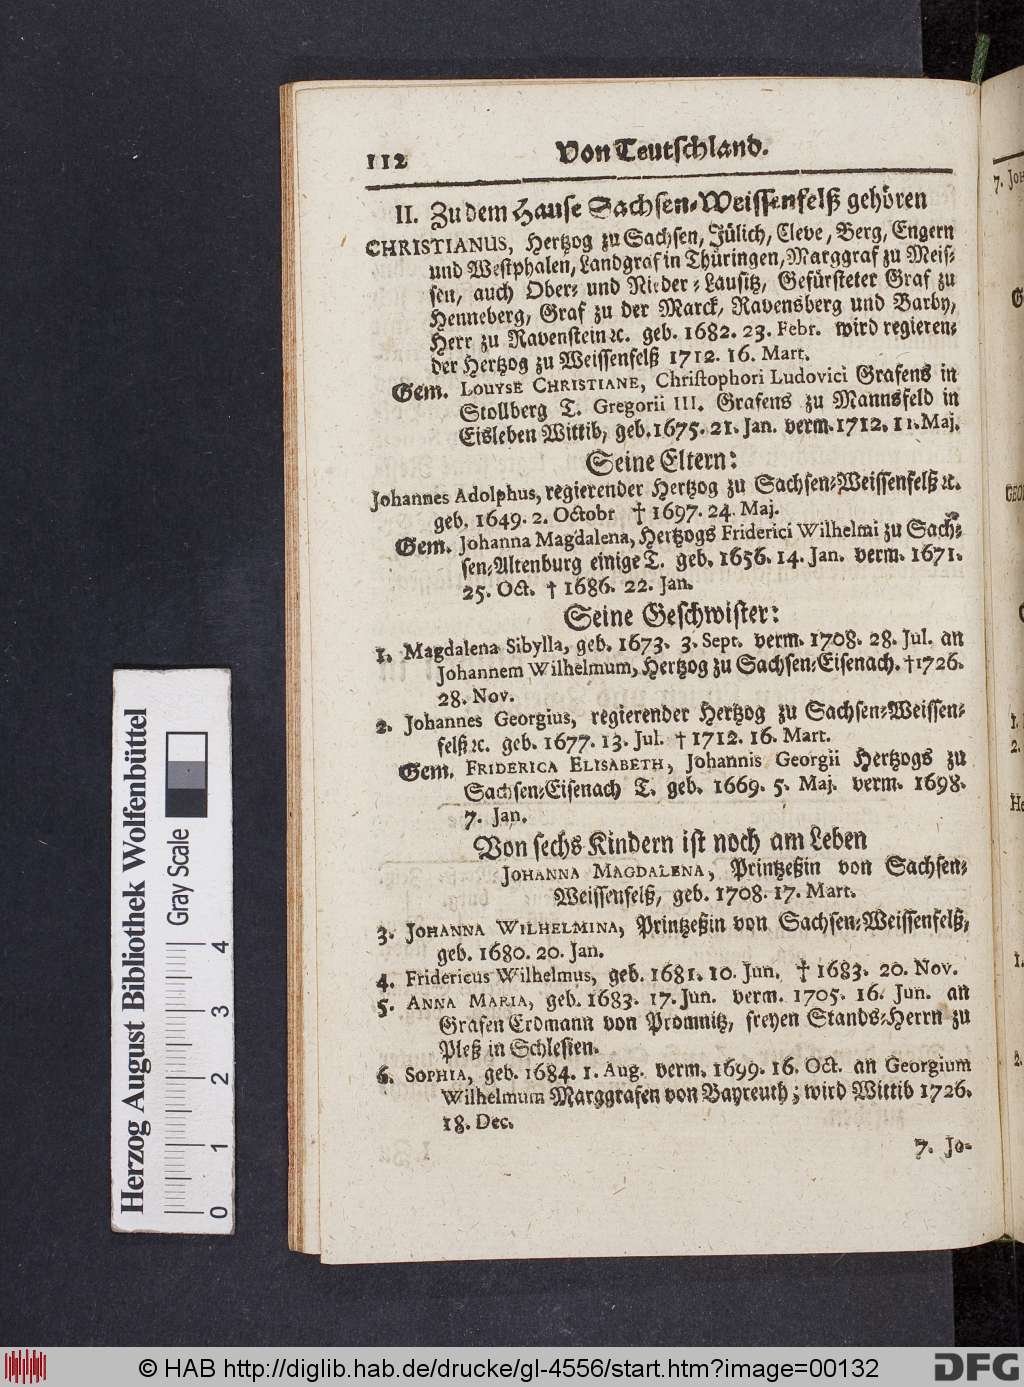 112 Von Teutschland.
II. Zu dem Hause Sachsen-Weissenfelß gehören
CHRISTIANUS, Hertzog zu Sachsen, Jülich, Cleve, Berg, Engern
und Westphalen, Landgraf in Thüringen, Marggraf zu Meis-
sen, auch Ober- und Nieder-Lausitz, Gefürsteter Graf zu
Henneberg, Graf zu der Marck, Ravensberg und Barby,
Herr zu Ravenstein ꝛc. geb. 1682. 23. Febr. wird regieren-
der Hertzog zu Weissenfelß 1712. 16. Mart.
Gem. LOUYSE CHRISTIANE, Christophori Ludovici Grafens in
Stollberg T. Gregorii III. Grafens zu Mannsfeld in
Eisleben Wittib, geb. 1675. 21. Jan. verm. 1712. 11. Maj.
Seine Eltern:
Johannes Adolphus, regierender Hertzog zu Sachsen-Weissenfelß ꝛc.
geb. 1649. 2. Octobr † 1697. 24. Maj.
Gem. Johanna Magdalena, Hertzogs Friderici Wilhelmi zu Sach-
sen-Altenburg einige T. geb. 1656. 14. Jan. verm. 1671.
25. Oct. † 1686. 22. Jan.
Seine Geschwister:
1. Magdalena Sibylla, geb. 1673. 3. Sept. verm. 1708. 28. Jul. an
Johannem Wilhelmum, Hertzog zu Sachsen-Eisenach. † 1726.
28. Nov.
2. Johannes Georgius, regierender Hertzog zu Sachsen-Weissen-
felß ꝛc. geb. 1677. 13. Jul. † 1712. 16. Mart.
Gem. FRIDERICA ELISABETH, Johannis Georgii Hertzogs zu
Sachsen-Eisenach T. geb. 1669. 5. Maj. verm. 1698.
7. Jan.
Von sechs Kindern ist noch am Leben
JOHANNA MAGDALENA, Printzeßin von Sachsen-
Weissenfelß, geb. 1708. 17. Mart.
3. JOHANNA WILHELMINA, Printzeßin von Sachsen-Weissenfelß,
geb. 1680. 20. Jan.
4. Fridericus Wilhelmus, geb. 1681. 10. Jun. † 1683. 20. Nov.
5. ANNA MARIA, geb. 1683. 17. Jun. verm. 1705. 16. Jun. an
Grafen Erdmann von Promnitz, freyen Stands-Herrn zu
Pleß in Schlesien.
6. SOPHIA, geb. 1684. 1. Aug. verm. 1699. 16. Oct. an Georgium
Wilhelmum Marggrafen von Bayreuth; wird Wittib 1726.
18. Dec.
7. Jo-
Herzog August Bibliothek Wolfenbüttel
Gray Scale
0 1 2 3 4
© HAB http://diglib.hab.de/drucke/gl-4556/start.htm?image=00132
DFG